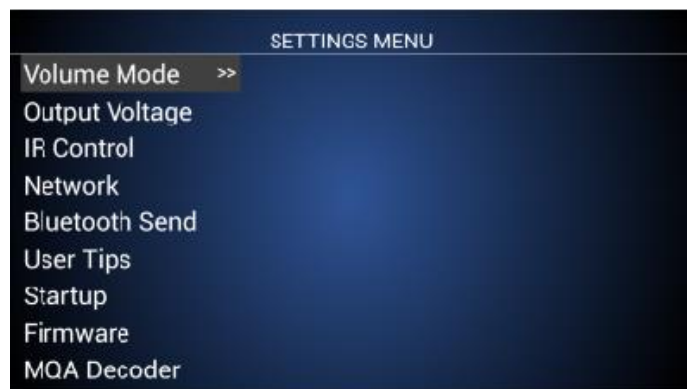 SETTINGS MENU
Volume Mode >>
Output Voltage
IR Control
Network
Bluetooth Send
User Tips
Startup
Firmware
MQA Decoder